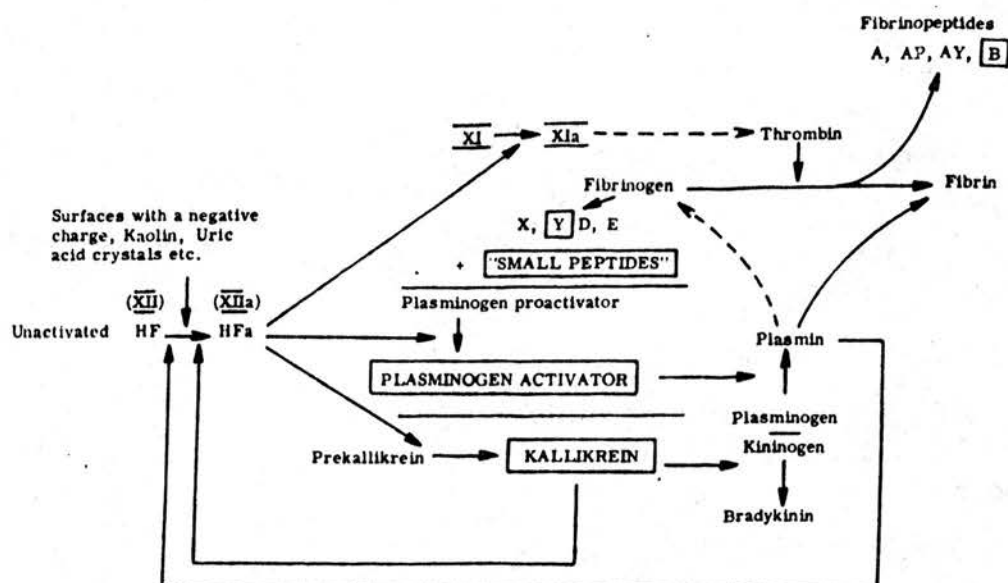 Fibrinopeptides
A, AP, AY, B
XI XIa Thrombin
Fibrinogen Fibrin
Surfaces with a negative
charge, Kaolin, Uric
acid crystals etc.
X, Y D, E
+ "SMALL PEPTIDES"
Plasminogen proactivator
(XII) (XIIa)
Unactivated HF HFa
Plasmin
PLASMINOGEN ACTIVATOR
Plasminogen
Kininogen
Prekallikrein KALLIKREIN
Bradykinin